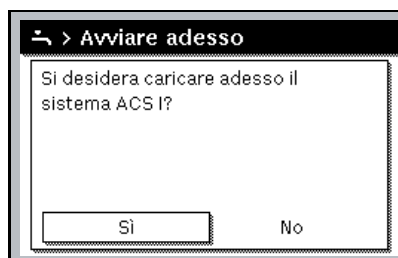 > Avviare adesso
Si desidera caricare adesso il
sistema ACS I?
Sì No